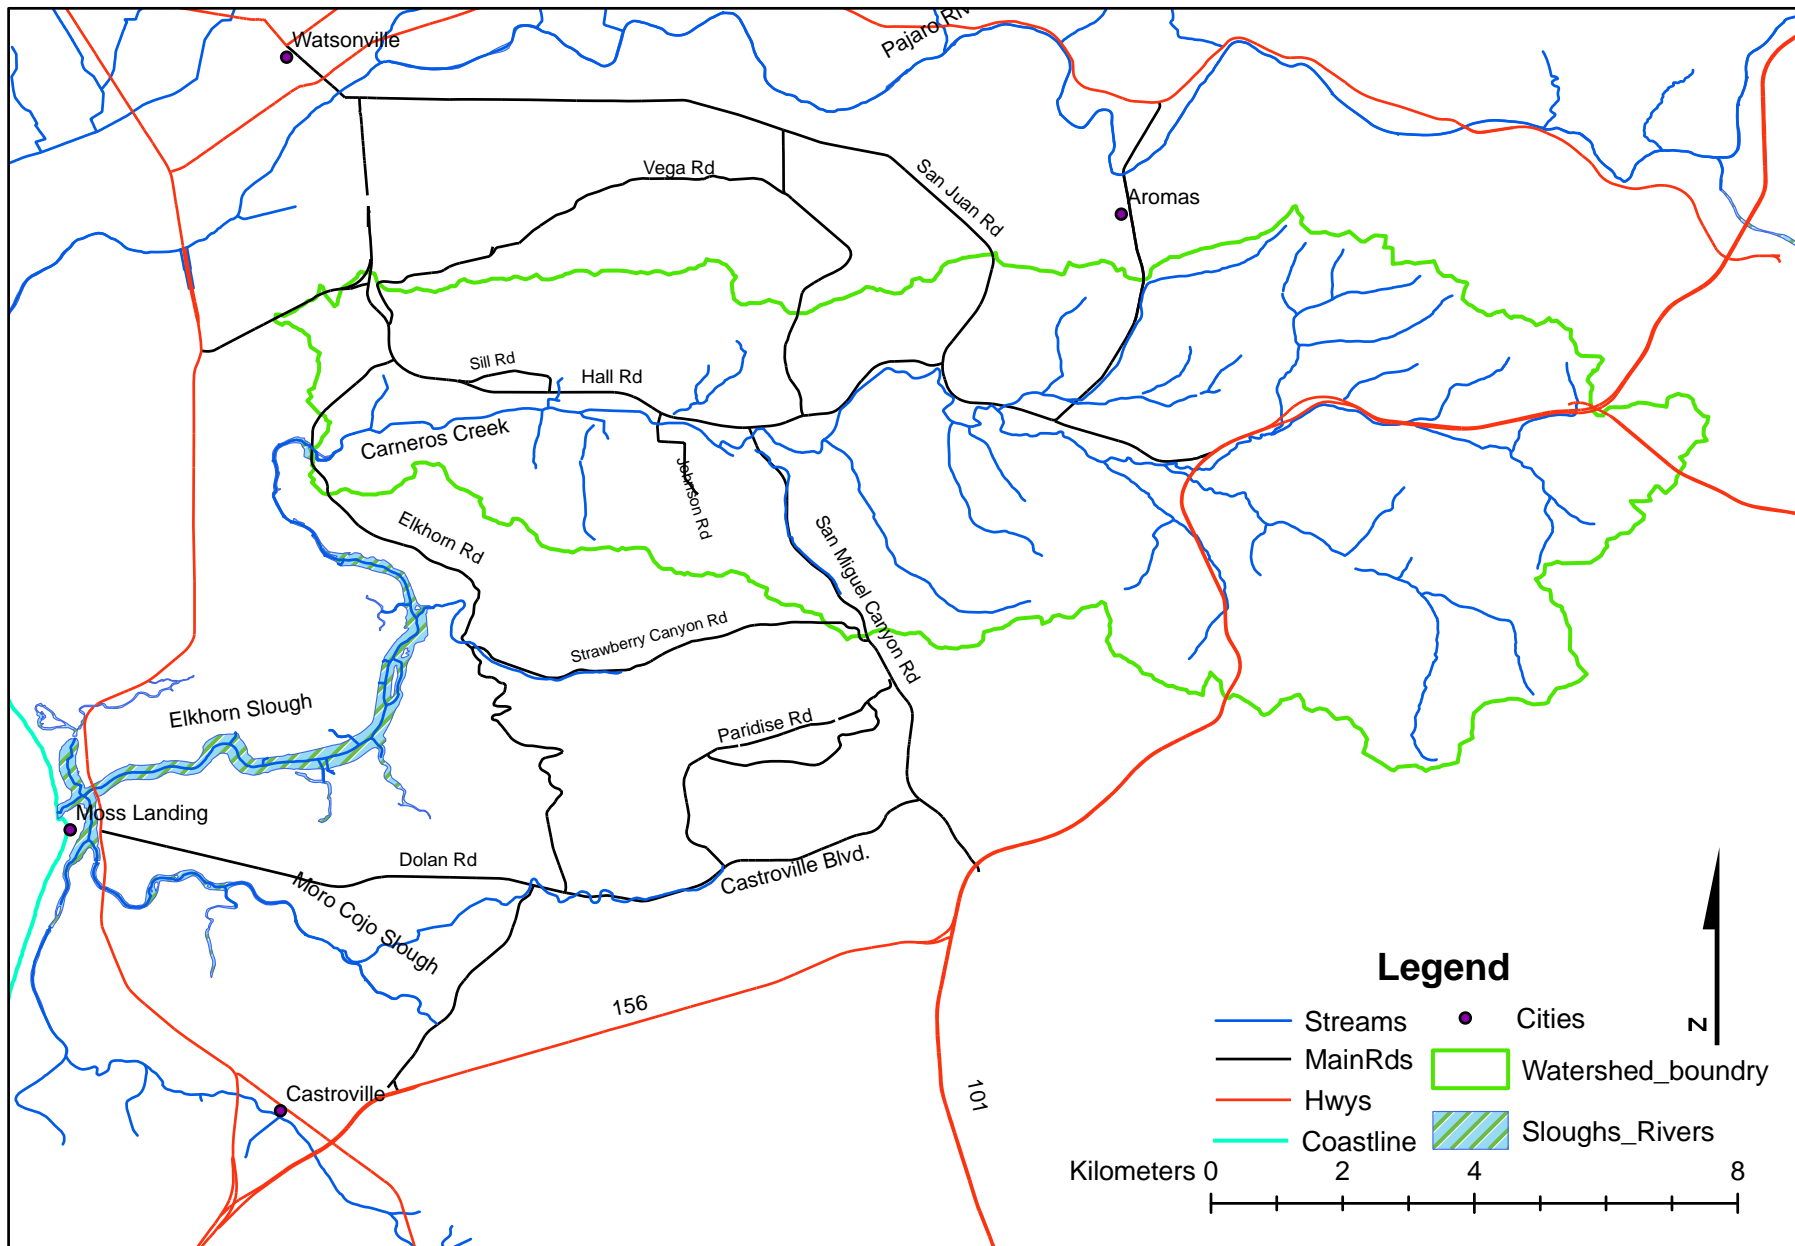 Pajaro Riv
Watsonville
Vega Rd
San Juan Rd
Aromas
Sill Rd
Hall Rd
Carneros Creek
Johnson Rd
Elkhorn Rd
San Miguel Canyon Rd
Strawberry Canyon Rd
Elkhorn Slough
Paridise Rd
Moss Landing
Dolan Rd
Castroville Blvd.
Moro Cojo Slough
156
101
Castroville
Legend
Streams
Cities
MainRds
Watershed_boundry
Hwys
Coastline
Sloughs_Rivers
Kilometers 0 2 4 8
N